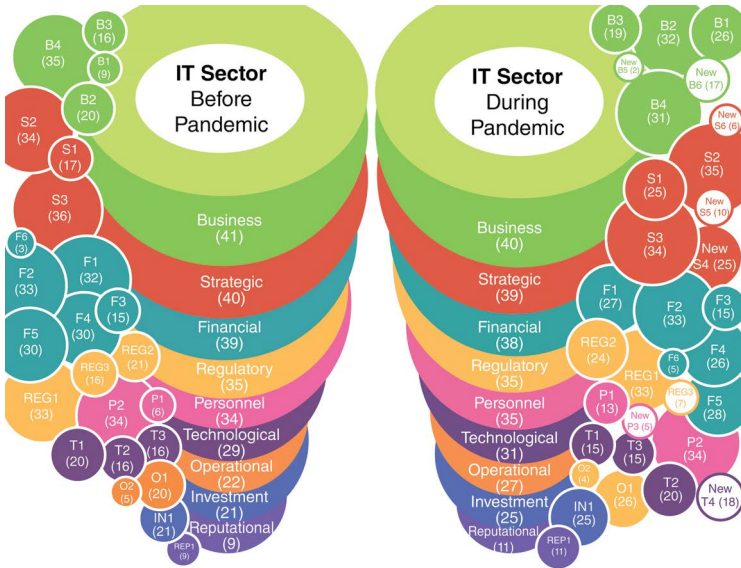 IT Sector
Before
Pandemic
Business
(41)
Strategic
(40)
Financial
(39)
Regulatory
(35)
Personnel
(34)
Technological
(29)
Operational
(22)
Investment
(21)
Reputational
(9)
B3
(16)
B4
(35)
B1
(9)
B2
(20)
S2
(34)
S1
(17)
S3
(36)
F6
(3)
F1
(32)
F2
(33)
F3
(15)
F4
(30)
F5
(30)
REG2
(21)
REG3
(16)
REG1
(33)
P1
(6)
P2
(34)
T1
(20)
T2
(16)
T3
(16)
O1
(20)
O2
(5)
IN1
(21)
REP1
(9)
IT Sector
During
Pandemic
Business
(40)
Strategic
(39)
Financial
(38)
Regulatory
(35)
Personnel
(35)
Technological
(31)
Operational
(27)
Investment
(25)
Reputational
(11)
B3
(19)
B2
(32)
B1
(26)
New
B5 (2)
New
B6 (17)
B4
(31)
New
S6 (6)
S2
(35)
S1
(25)
New
S5 (10)
S3
(34)
New
S4 (25)
F1
(27)
F2
(33)
F3
(15)
F4
(26)
F6
(5)
F5
(28)
REG2
(24)
REG1
(33)
REG3
(7)
P1
(13)
New
P3 (5)
P2
(34)
T1
(15)
T3
(15)
T2
(20)
New
T4 (18)
O2
(4)
O1
(26)
IN1
(25)
REP1
(11)